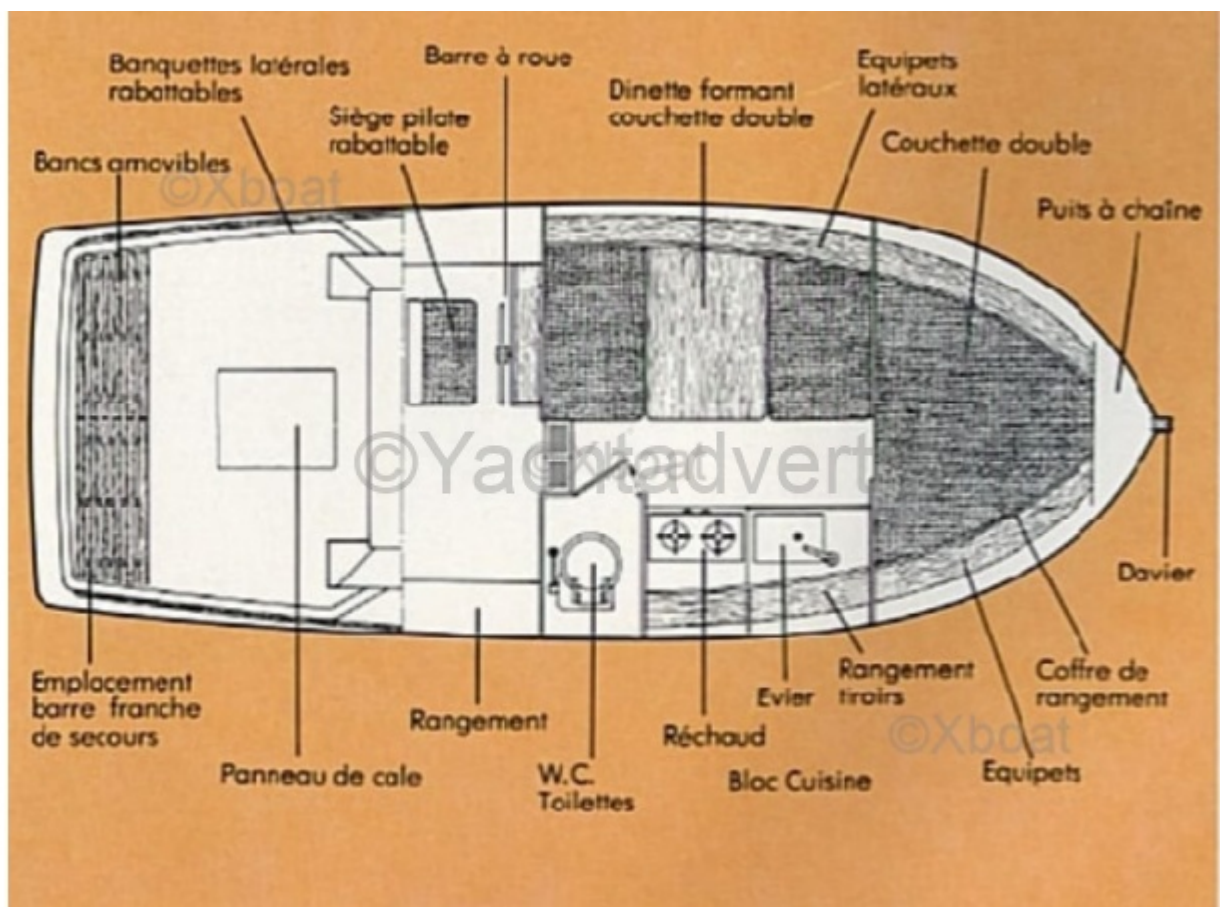 Banquettes latérales
rabattables
Barre à roue
Equipets
latéraux
Dinette formant
couchette double
Siège pilote
rabattable
Couchette double
Bancs amovibles
©Xboat
Puits à chaîne
©Yachtadvert
©Xboat
Davier
Emplacement
barre franche
de secours
Rangement
tiroirs
Coffre de
rangement
Evier
Rangement
Réchaud
©Xboat
Panneau de cale
W.C.
Toilettes
Bloc Cuisine
Equipets